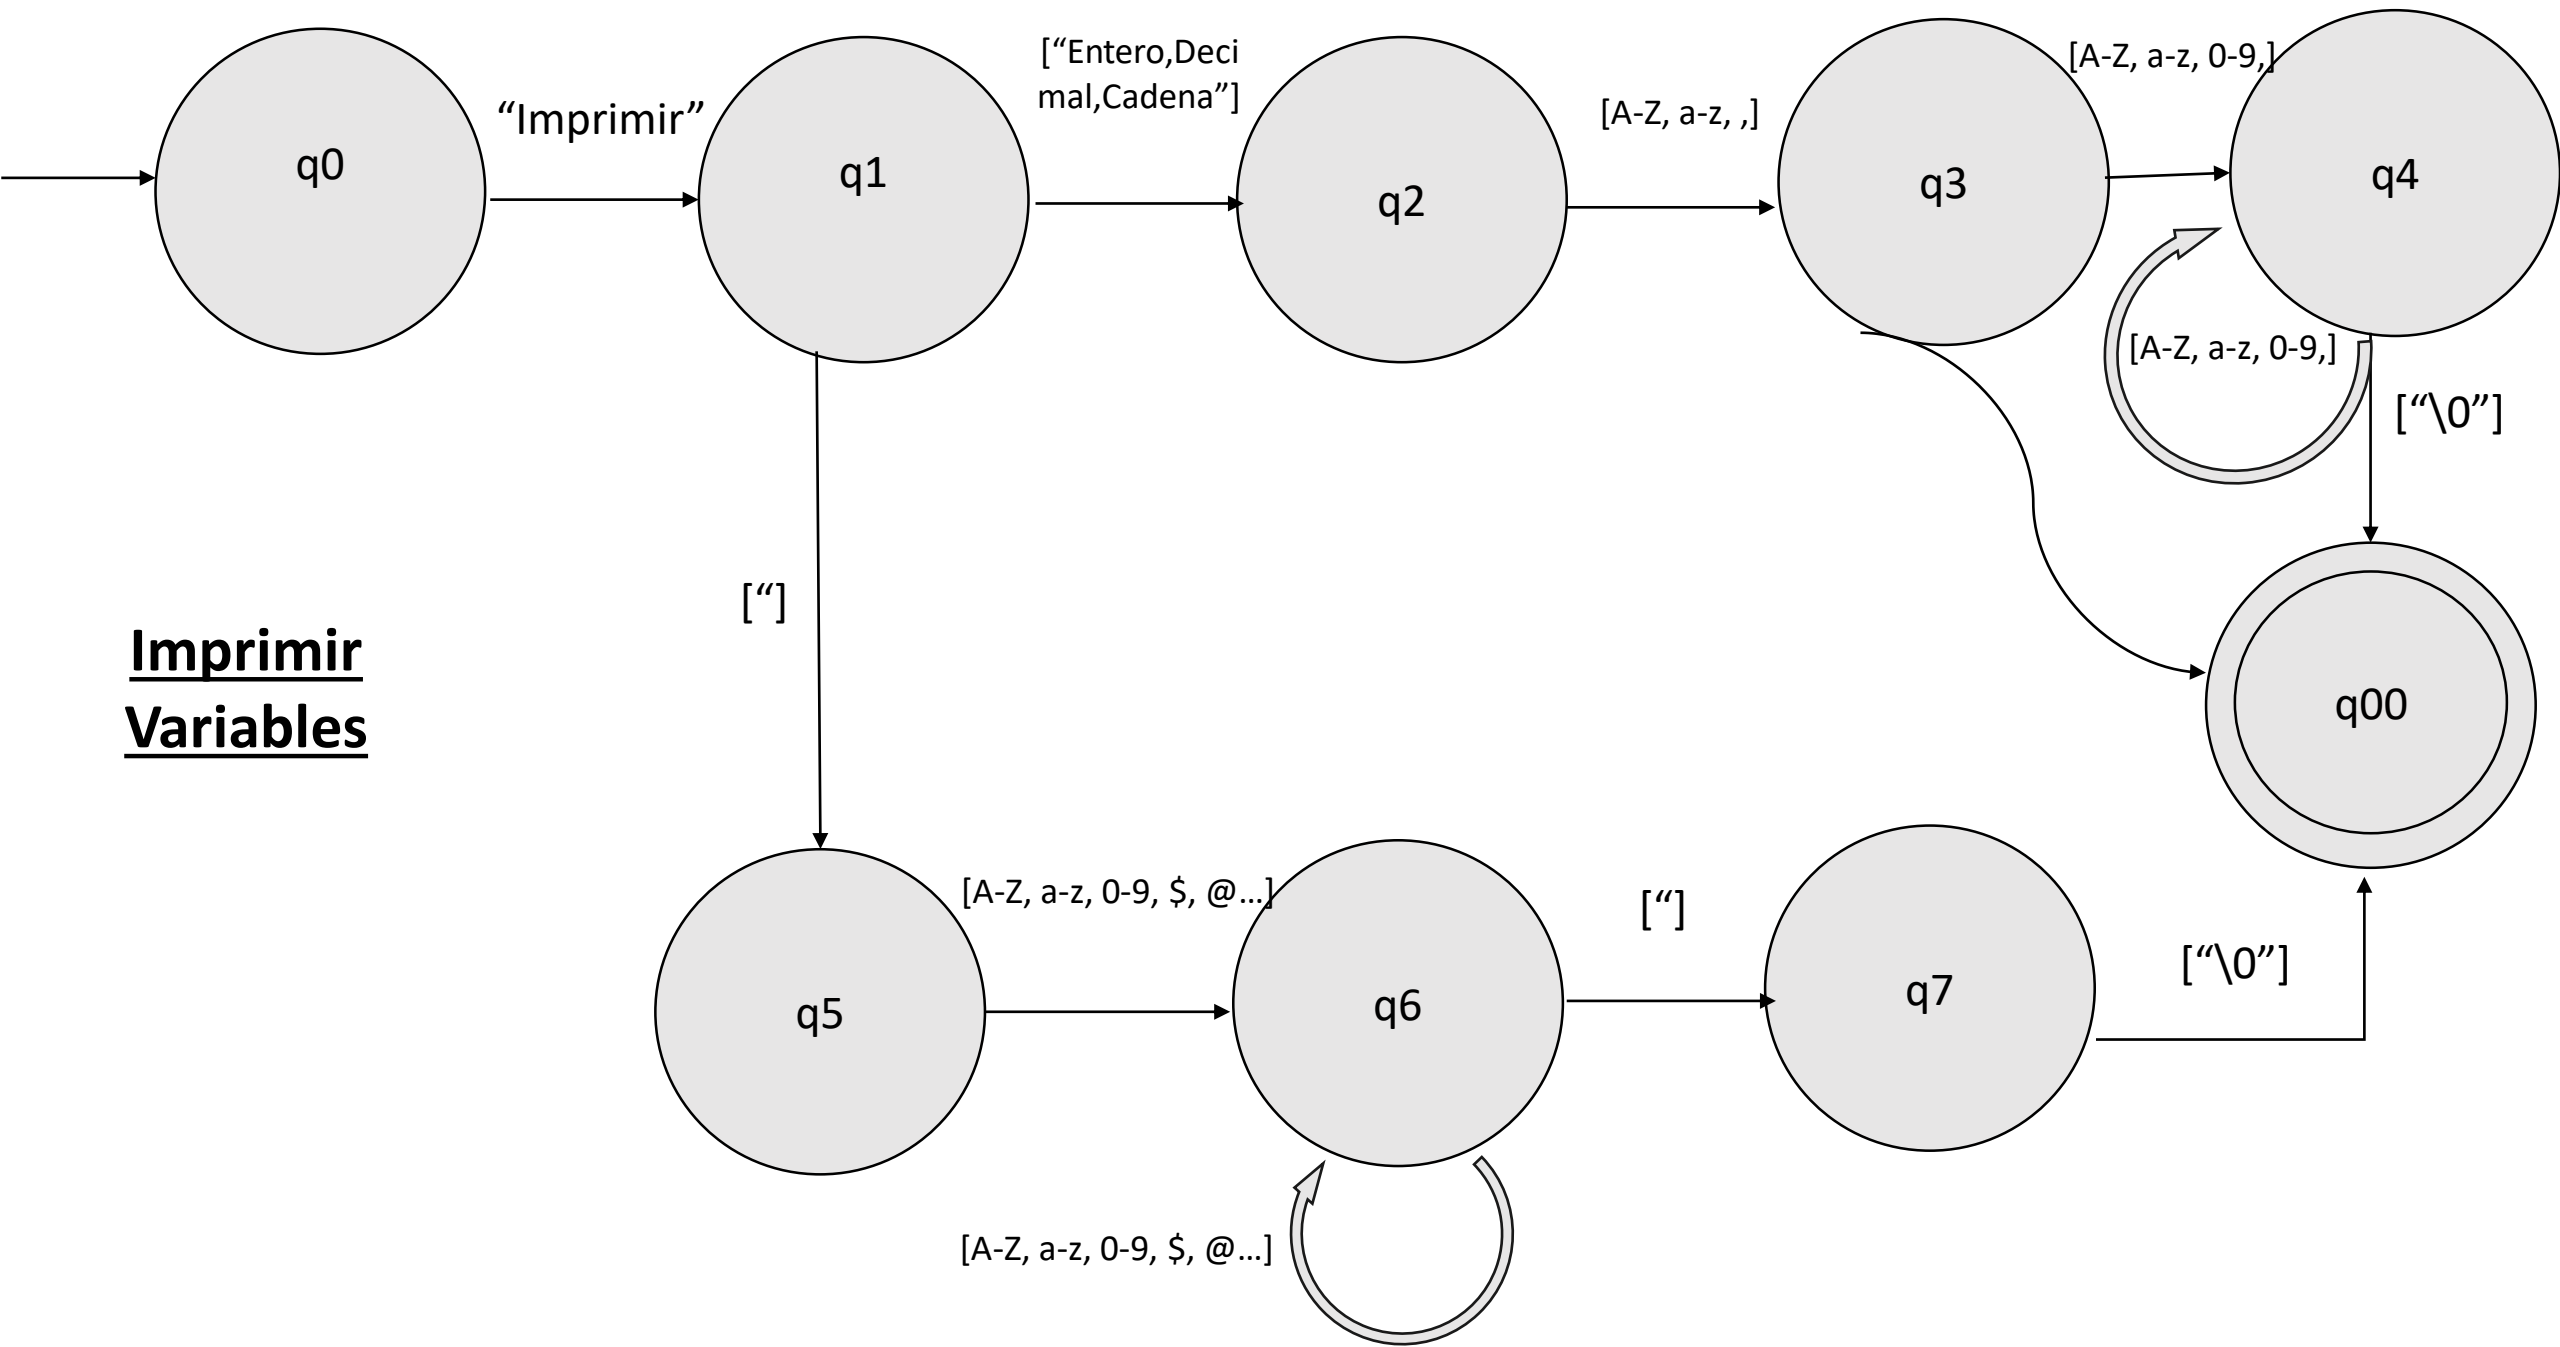 q0
“Imprimir”
q1
[“Entero,Deci
mal,Cadena”]
q2
[A-Z, a-z, ,]
q3
[A-Z, a-z, 0-9,]
q4
[A-Z, a-z, 0-9,]
[“\0”]
[“]
Imprimir
Variables
q00
q5
[A-Z, a-z, 0-9, $, @…]
q6
[“]
q7
[“\0”]
[A-Z, a-z, 0-9, $, @…]